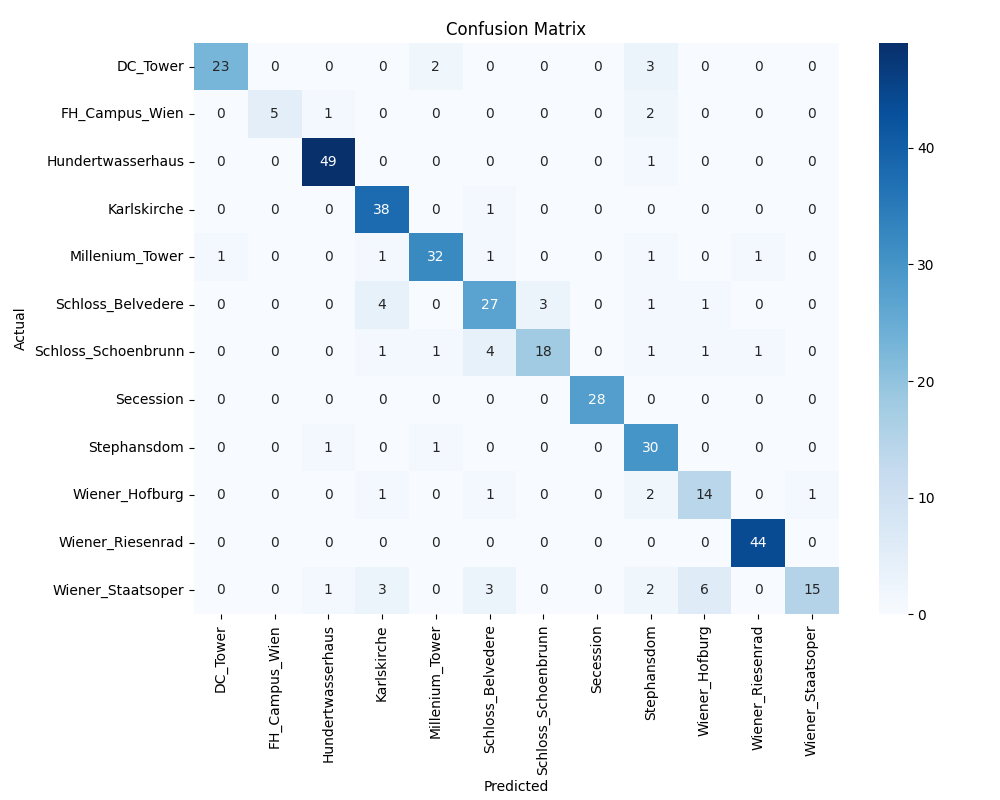 Confusion Matrix
Actual
DC_Tower 23 0 0 0 2 0 0 0 3 0 0 0
FH_Campus_Wien 0 5 1 0 0 0 0 0 2 0 0 0
Hundertwasserhaus 0 0 49 0 0 0 0 0 1 0 0 0
Karlskirche 0 0 0 38 0 1 0 0 0 0 0 0
Millenium_Tower 1 0 0 1 32 1 0 0 1 0 1 0
Schloss_Belvedere 0 0 0 4 0 27 3 0 1 1 0 0
Schloss_Schoenbrunn 0 0 0 1 1 4 18 0 1 1 1 0
Secession 0 0 0 0 0 0 0 28 0 0 0 0
Stephansdom 0 0 1 0 1 0 0 0 30 0 0 0
Wiener_Hofburg 0 0 0 1 0 1 0 0 2 14 0 1
Wiener_Riesenrad 0 0 0 0 0 0 0 0 0 0 44 0
Wiener_Staatsoper 0 0 1 3 0 3 0 0 2 6 0 15
DC_Tower
FH_Campus_Wien
Hundertwasserhaus
Karlskirche
Millenium_Tower
Schloss_Belvedere
Schloss_Schoenbrunn
Secession
Stephansdom
Wiener_Hofburg
Wiener_Riesenrad
Wiener_Staatsoper
Predicted
40
30
20
10
0